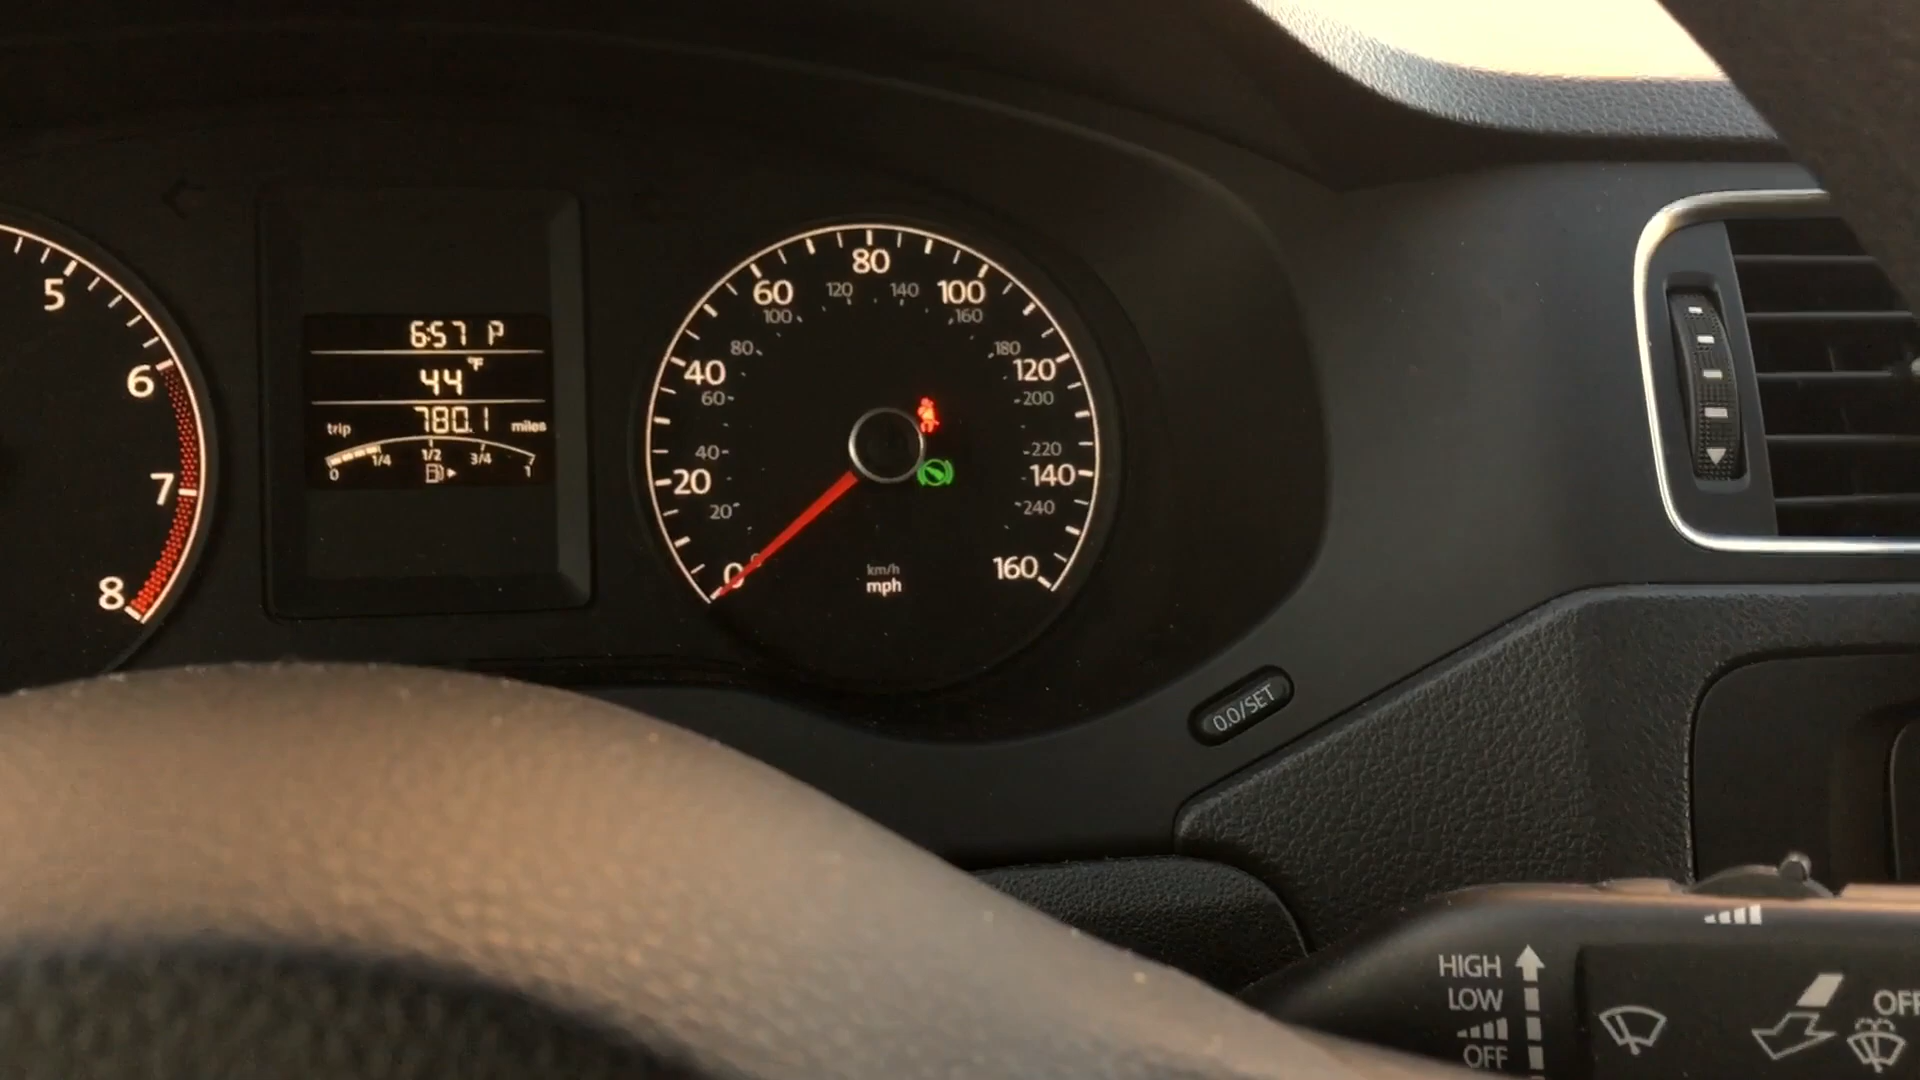 5
6
7
8
6:57 P
44 °F
trip 780.1 miles
0 1/4 1/2 3/4 1
0 20 40 60 80 100 120 140 160
20 40 60 80 100 120 140 160 180 200 220 240
km/h
mph
0.0/SET
HIGH
LOW
OFF
OFF